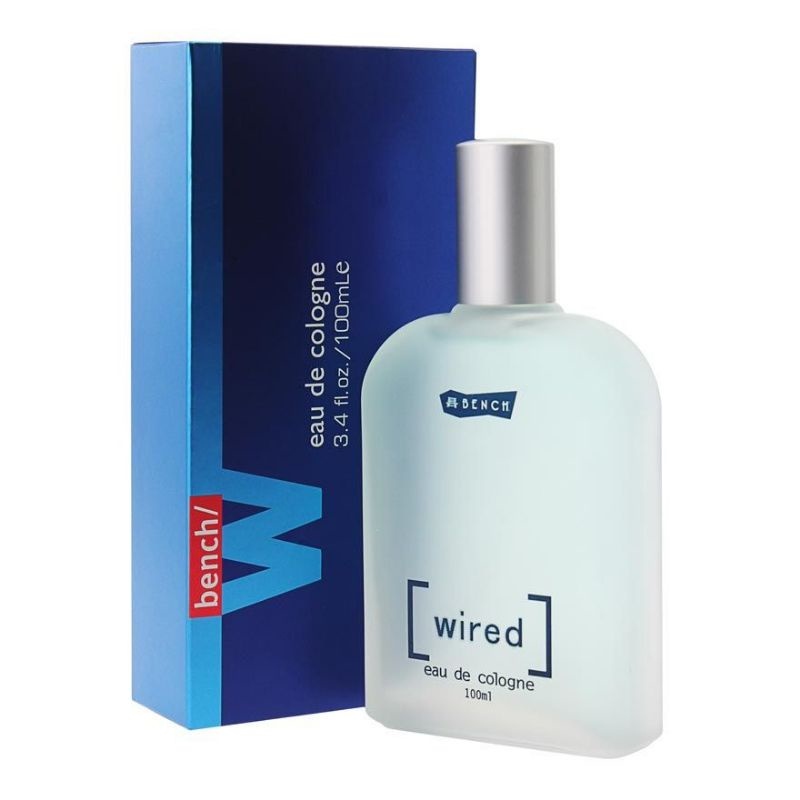 bench/
W
eau de cologne
3.4 fl.oz./100mLe
BENCH
[wired]
eau de cologne
100ml